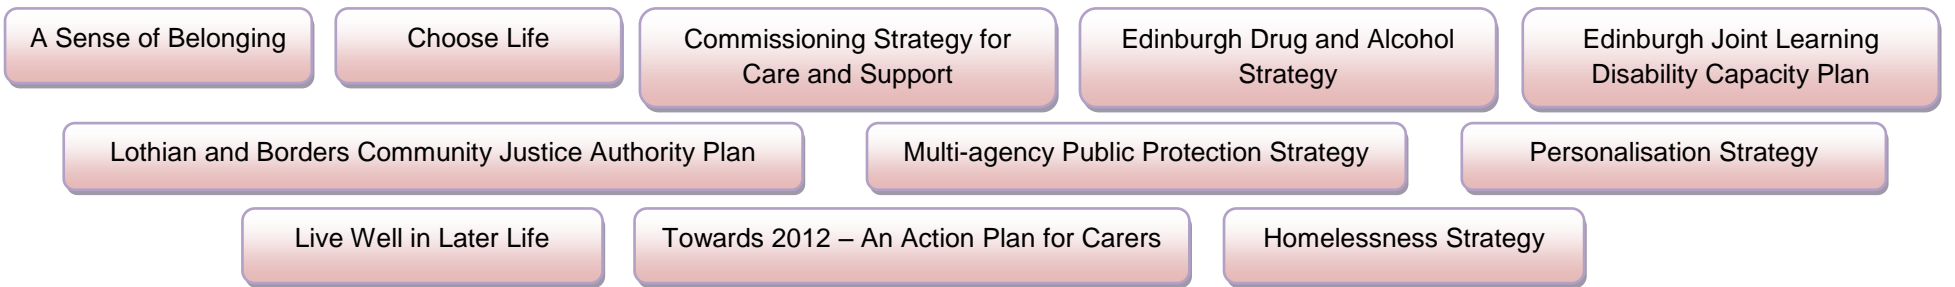 A Sense of Belonging
Choose Life
Commissioning Strategy for
Care and Support
Edinburgh Drug and Alcohol
Strategy
Edinburgh Joint Learning
Disability Capacity Plan
Lothian and Borders Community Justice Authority Plan
Multi-agency Public Protection Strategy
Personalisation Strategy
Live Well in Later Life
Towards 2012 – An Action Plan for Carers
Homelessness Strategy